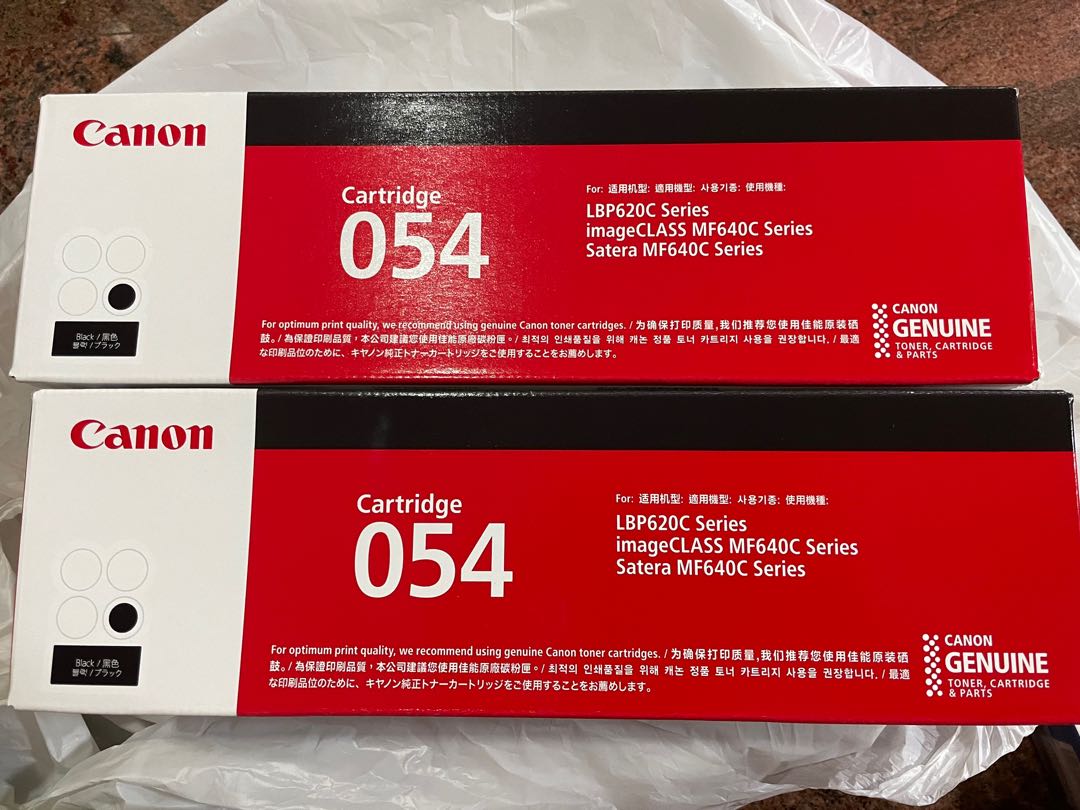 Canon
Cartridge
054
For: 适用机型: 適用機型: 사용기종: 使用機種:
LBP620C Series
imageCLASS MF640C Series
Satera MF640C Series
Black / 黑色
블랙 / ブラック
For optimum print quality, we recommend using genuine Canon toner cartridges. / 为确保打印质量,我们推荐您使用佳能原装硒
鼓。/ 為保證印刷品質，本公司建議您使用佳能原廠碳粉匣。/ 최적의 인쇄품질을 위해 캐논 정품 토너 카트리지 사용을 권장합니다. / 最適
な印刷品位のために、キヤノン純正トナーカートリッジをご使用することをお薦めします。
CANON
GENUINE
TONER, CARTRIDGE
& PARTS
Canon
Cartridge
054
For: 适用机型: 適用機型: 사용기종: 使用機種:
LBP620C Series
imageCLASS MF640C Series
Satera MF640C Series
Black / 黑色
블랙 / ブラック
For optimum print quality, we recommend using genuine Canon toner cartridges. / 为确保打印质量,我们推荐您使用佳能原装硒
鼓。/ 為保證印刷品質，本公司建議您使用佳能原廠碳粉匣。/ 최적의 인쇄품질을 위해 캐논 정품 토너 카트리지 사용을 권장합니다. / 最適
な印刷品位のために、キヤノン純正トナーカートリッジをご使用することをお薦めします。
CANON
GENUINE
TONER, CARTRIDGE
& PARTS